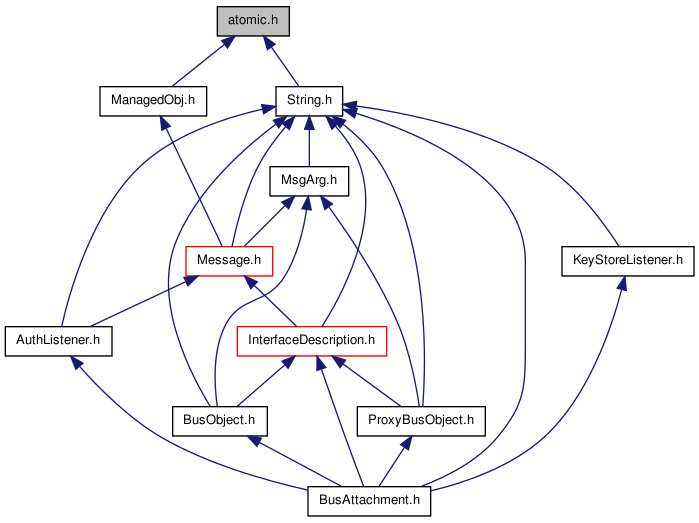 atomic.h
ManagedObj.h
String.h
MsgArg.h
Message.h
KeyStoreListener.h
AuthListener.h
InterfaceDescription.h
BusObject.h
ProxyBusObject.h
BusAttachment.h